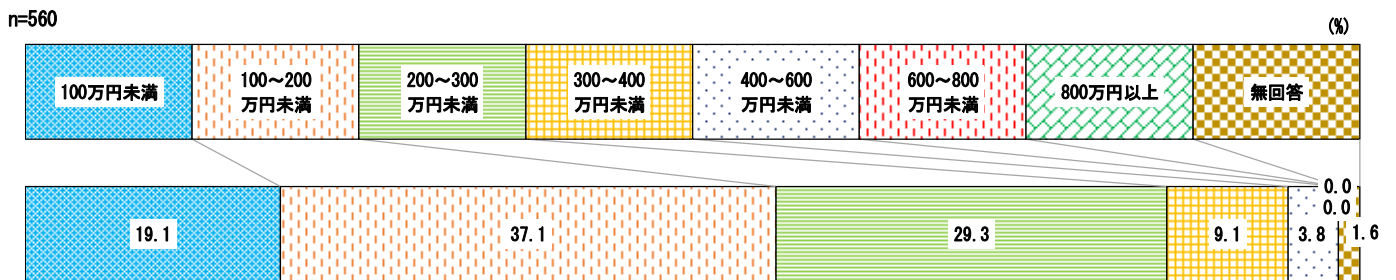 n=560
(%)
100万円未満
100～200
万円未満
200～300
万円未満
300～400
万円未満
400～600
万円未満
600～800
万円未満
800万円以上
無回答
19.1
37.1
29.3
9.1
3.8
0.0
0.0
1.6